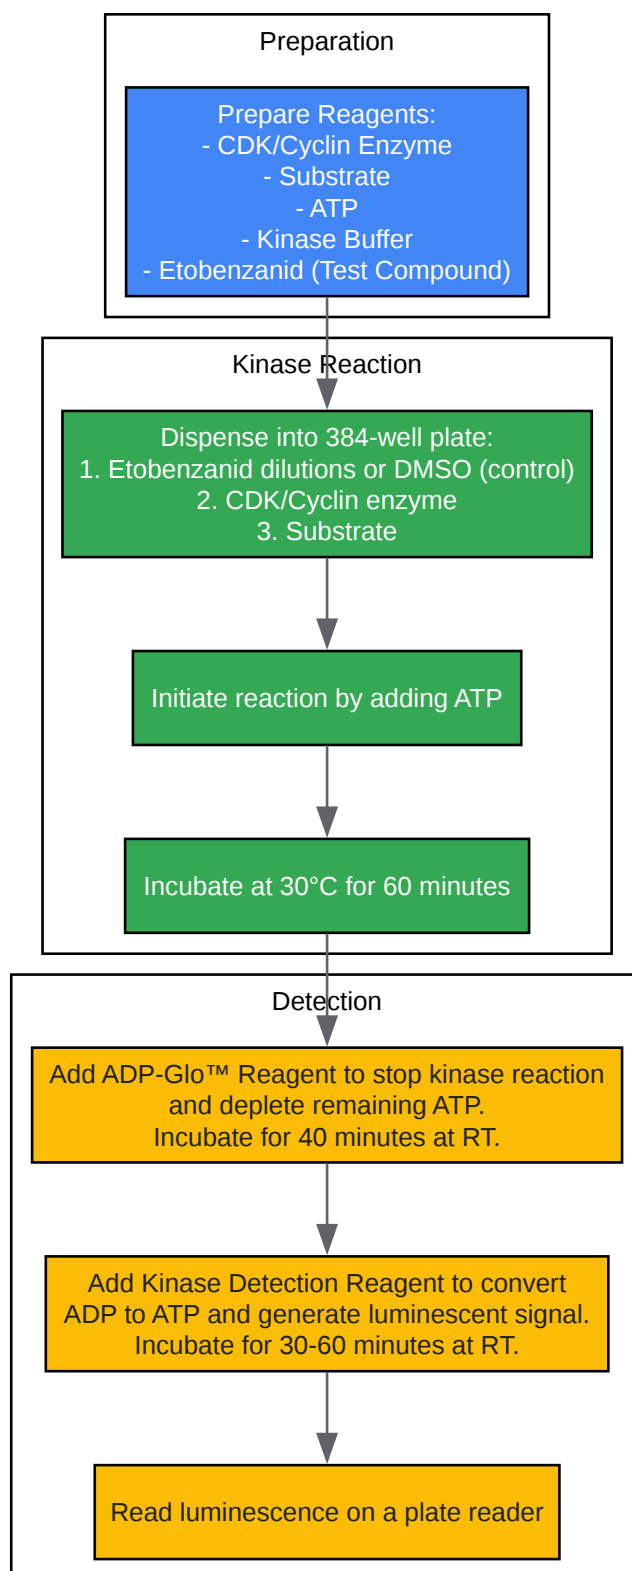 Preparation
Prepare Reagents:
- CDK/Cyclin Enzyme
- Substrate
- ATP
- Kinase Buffer
- Etobenzanid (Test Compound)
Kinase Reaction
Dispense into 384-well plate:
1. Etobenzanid dilutions or DMSO (control)
2. CDK/Cyclin enzyme
3. Substrate
Initiate reaction by adding ATP
Incubate at 30°C for 60 minutes
Detection
Add ADP-Glo™ Reagent to stop kinase reaction
and deplete remaining ATP.
Incubate for 40 minutes at RT.
Add Kinase Detection Reagent to convert
ADP to ATP and generate luminescent signal.
Incubate for 30-60 minutes at RT.
Read luminescence on a plate reader